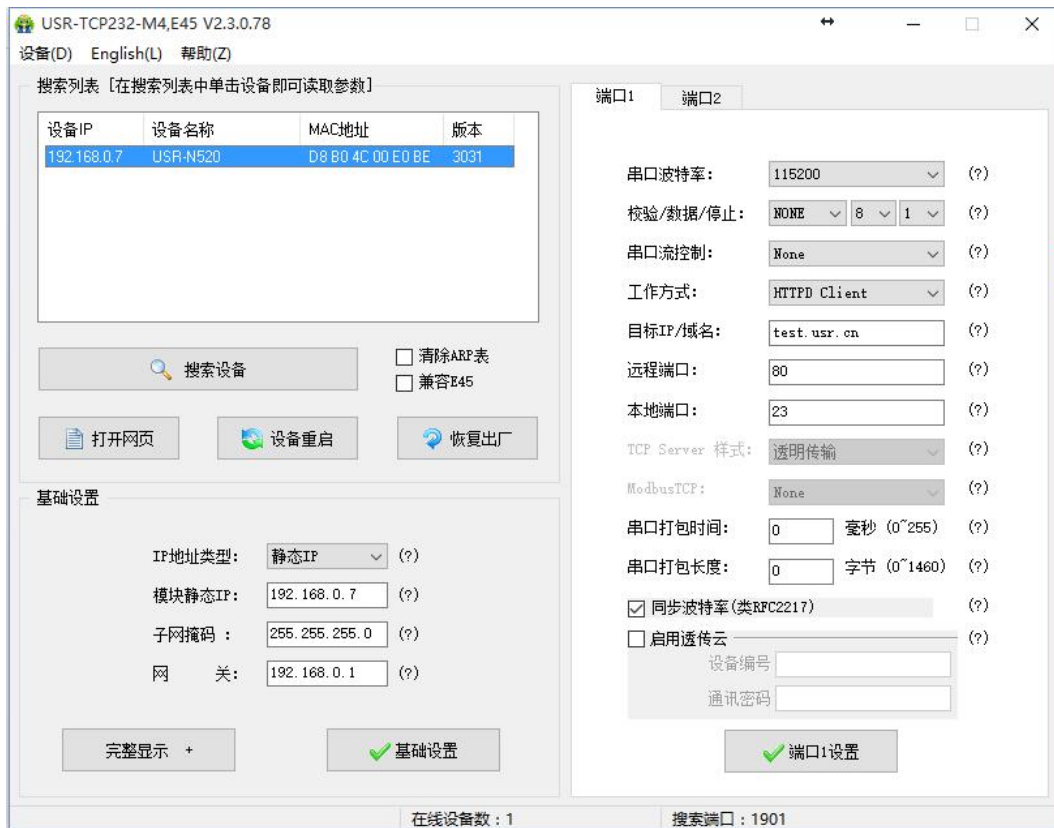 USR-TCP232-M4,E45 V2.3.0.78
设备(D) English(L) 帮助(Z)
搜索列表 [在搜索列表中单击设备即可读取参数]
设备IP 设备名称 MAC地址 版本
192.168.0.7 USR-N520 D8 B0 4C 00 E0 BE 3031
搜索设备
清除ARP表
兼容E45
打开网页 设备重启 恢复出厂
基础设置
IP地址类型: 静态IP (?)
模块静态IP: 192.168.0.7 (?)
子网掩码 : 255.255.255.0 (?)
网 关: 192.168.0.1 (?)
完整显示 + 基础设置
端口1 端口2
串口波特率: 115200 (?)
校验/数据/停止: NONE 8 1 (?)
串口流控制: None (?)
工作方式: HTTPD Client (?)
目标IP/域名: test.usr.cn (?)
远程端口: 80 (?)
本地端口: 23 (?)
TCP Server 样式: 透明传输 (?)
ModbusTCP: None (?)
串口打包时间: 0 毫秒 (0~255) (?)
串口打包长度: 0 字节 (0~1460) (?)
同步波特率(类RFC2217) (?)
启用透传云 (?)
设备编号
通讯密码
端口1设置
在线设备数：1 搜索端口：1901